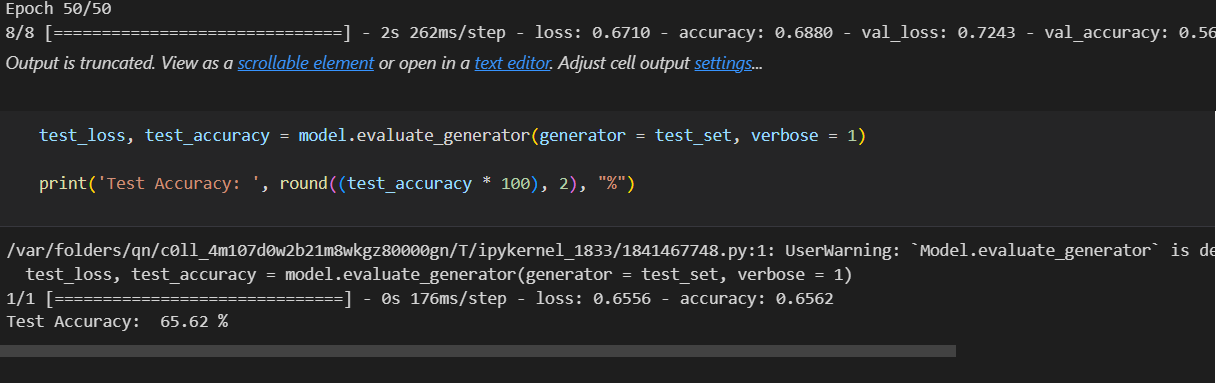 Epoch 50/50
8/8 [==============================] - 2s 262ms/step - loss: 0.6710 - accuracy: 0.6880 - val_loss: 0.7243 - val_accuracy: 0.56
Output is truncated. View as a scrollable element or open in a text editor. Adjust cell output settings...
test_loss, test_accuracy = model.evaluate_generator(generator = test_set, verbose = 1)
print('Test Accuracy: ', round((test_accuracy * 100), 2), "%")
/var/folders/qn/c0ll_4m107d0w2b21m8wkgz80000gn/T/ipykernel_1833/1841467748.py:1: UserWarning: `Model.evaluate_generator` is de
test_loss, test_accuracy = model.evaluate_generator(generator = test_set, verbose = 1)
1/1 [==============================] - 0s 176ms/step - loss: 0.6556 - accuracy: 0.6562
Test Accuracy:  65.62 %